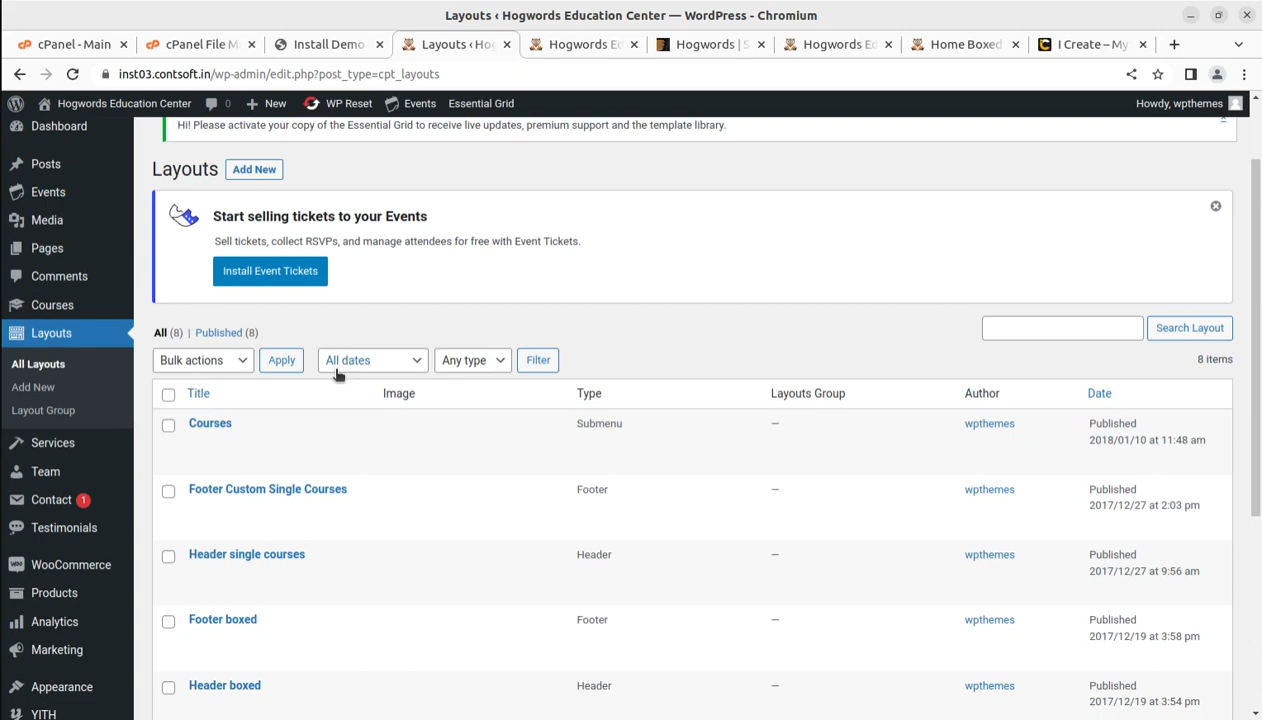 Layouts ‹ Hogwords Education Center — WordPress - Chromium
cPanel - Main
cPanel File M
Install Demo
Layouts ‹ Ho
Hogwords Ed
Hogwords | S
Hogwords Ed
Home Boxed
I Create – My
inst03.contsoft.in/wp-admin/edit.php?post_type=cpt_layouts
Hogwords Education Center 0 New WP Reset Events Essential Grid Howdy, wpthemes
Dashboard
Posts
Events
Media
Pages
Comments
Courses
Layouts
All Layouts
Add New
Layout Group
Services
Team
Contact 1
Testimonials
WooCommerce
Products
Analytics
Marketing
Appearance
YITH
Hi! Please activate your copy of the Essential Grid to receive live updates, premium support and the template library.
Layouts Add New
Start selling tickets to your Events
Sell tickets, collect RSVPs, and manage attendees for free with Event Tickets.
Install Event Tickets
All (8) | Published (8)
Search Layout
Bulk actions Apply All dates Any type Filter
8 items
Title Image Type Layouts Group Author Date
Courses Submenu — wpthemes Published
2018/01/10 at 11:48 am
Footer Custom Single Courses Footer — wpthemes Published
2017/12/27 at 2:03 pm
Header single courses Header — wpthemes Published
2017/12/27 at 9:56 am
Footer boxed Footer — wpthemes Published
2017/12/19 at 3:58 pm
Header boxed Header — wpthemes Published
2017/12/19 at 3:54 pm